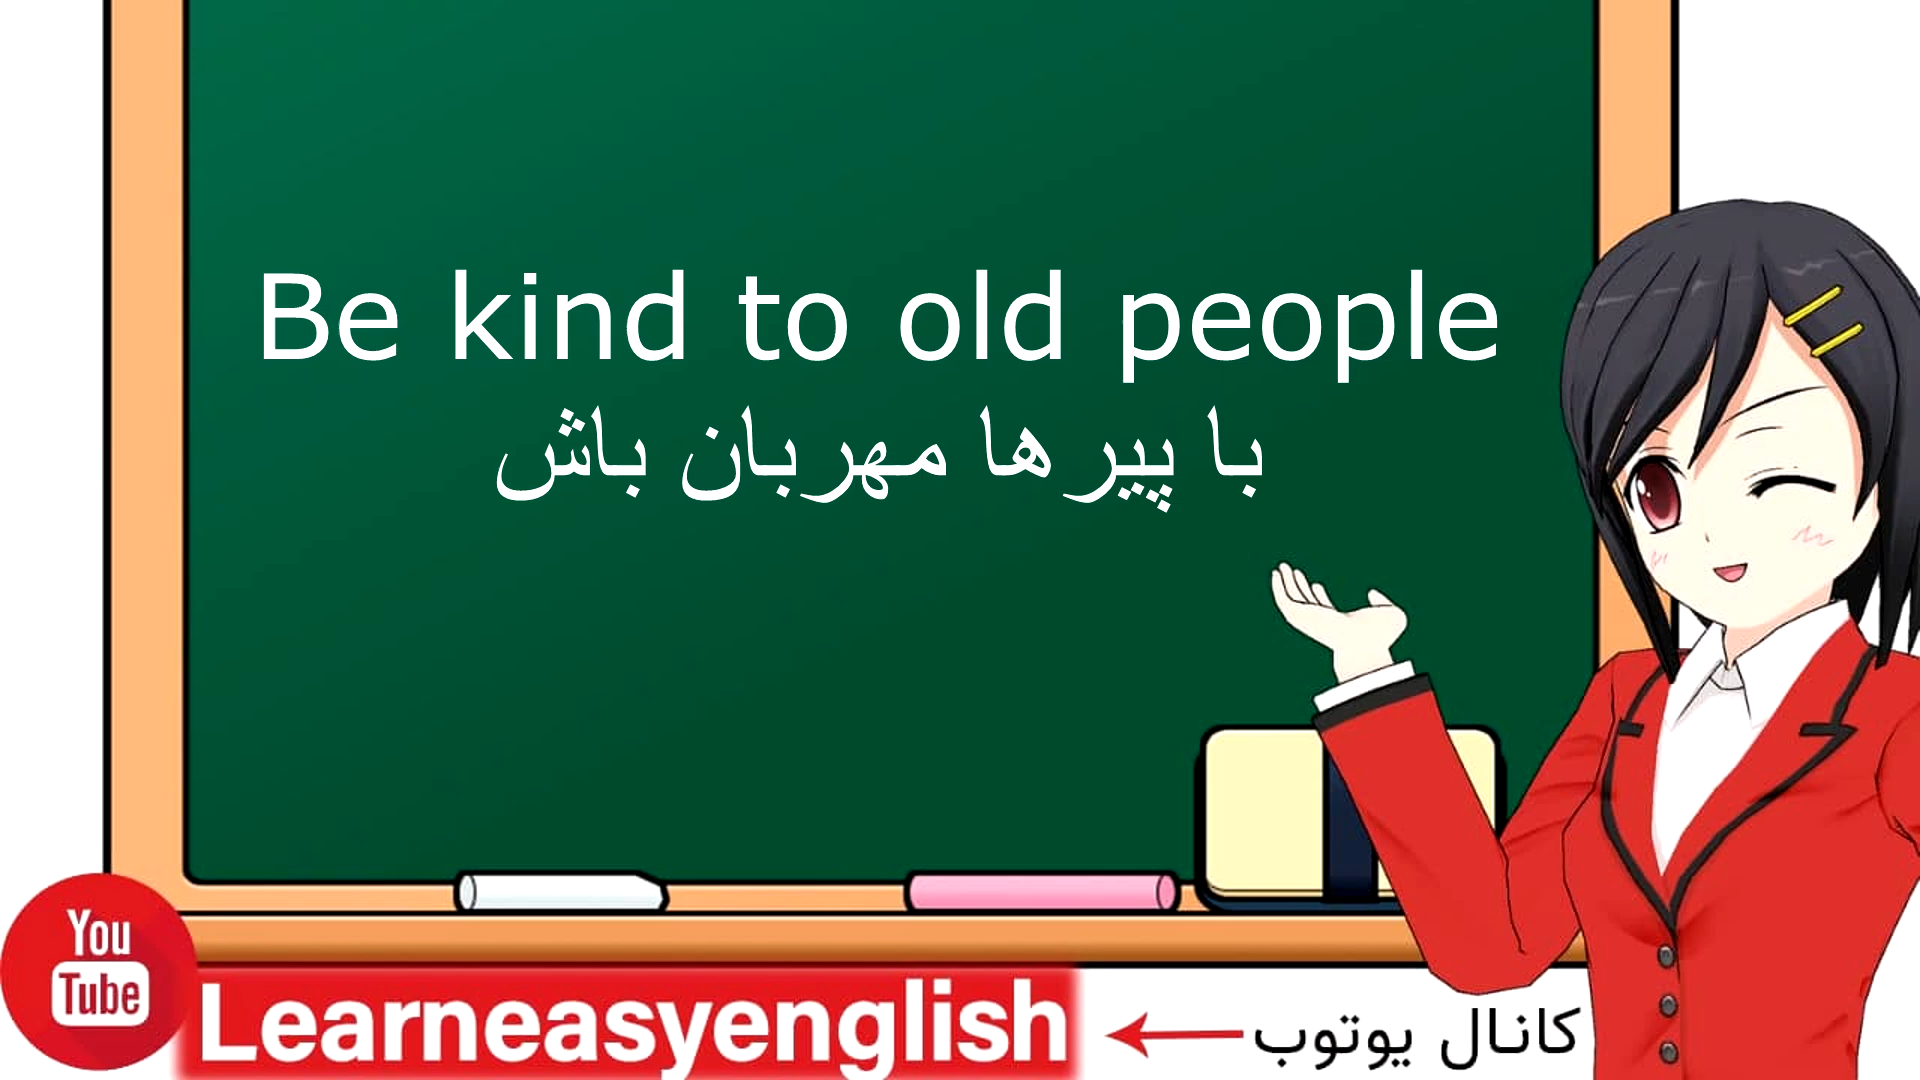 Be kind to old people
با پیرها مهربان باش
You
Tube
Learneasyenglish
کانال یوتوب